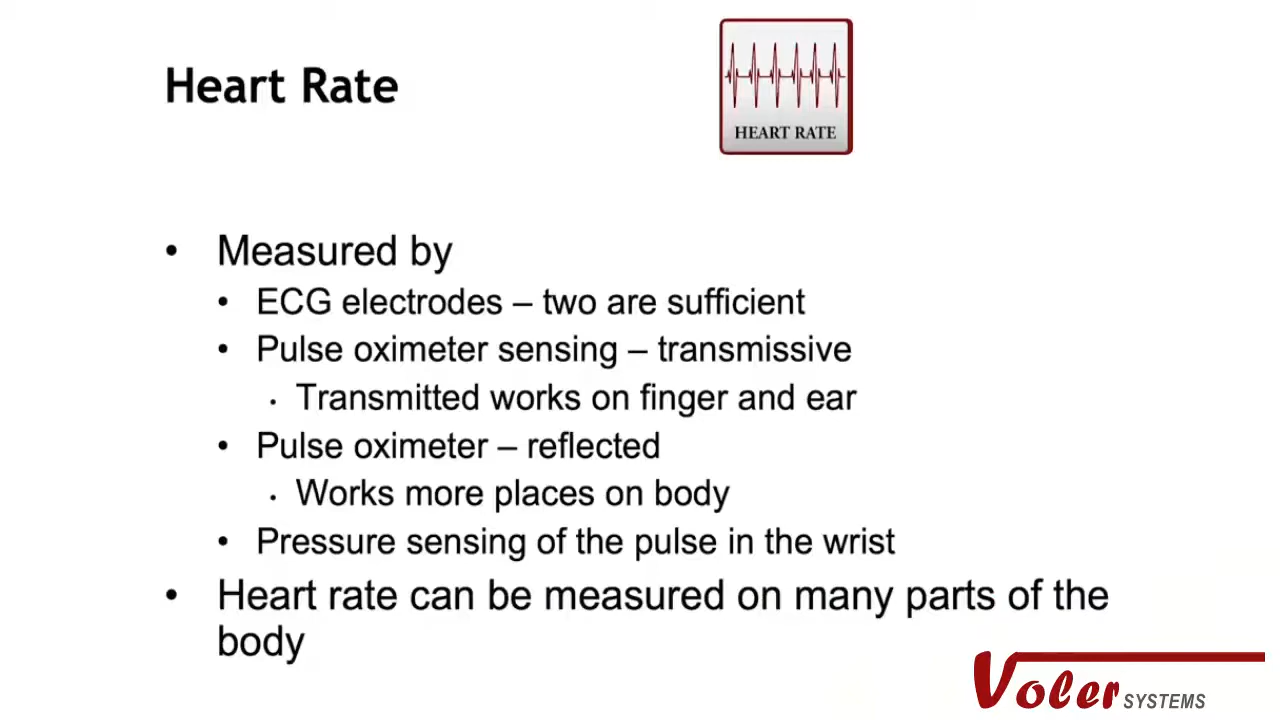 Heart Rate
HEART RATE
• Measured by
• ECG electrodes – two are sufficient
• Pulse oximeter sensing – transmissive
• Transmitted works on finger and ear
• Pulse oximeter – reflected
• Works more places on body
• Pressure sensing of the pulse in the wrist
• Heart rate can be measured on many parts of the
body
Voler SYSTEMS